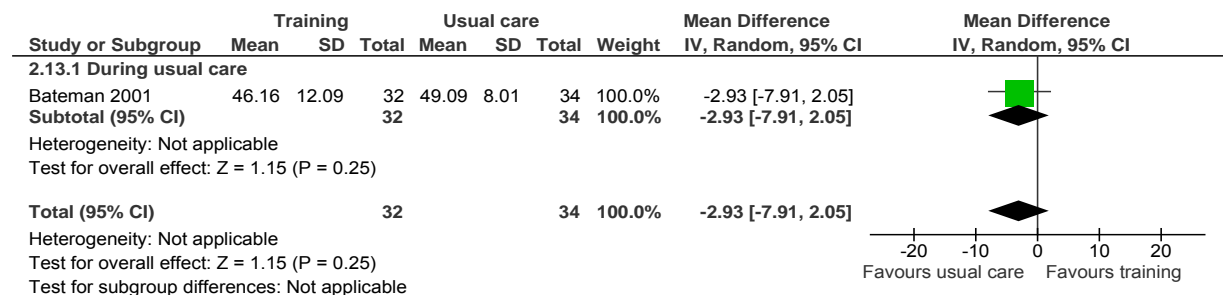 Training Usual care Mean Difference Mean Difference
Study or Subgroup Mean SD Total Mean SD Total Weight IV, Random, 95% CI IV, Random, 95% CI
2.13.1 During usual care
Bateman 2001 46.16 12.09 32 49.09 8.01 34 100.0% -2.93 [-7.91, 2.05]
Subtotal (95% CI) 32 34 100.0% -2.93 [-7.91, 2.05]
Heterogeneity: Not applicable
Test for overall effect: Z = 1.15 (P = 0.25)
Total (95% CI) 32 34 100.0% -2.93 [-7.91, 2.05]
Heterogeneity: Not applicable
Test for overall effect: Z = 1.15 (P = 0.25)
Test for subgroup differences: Not applicable
-20 -10 0 10 20
Favours usual care Favours training